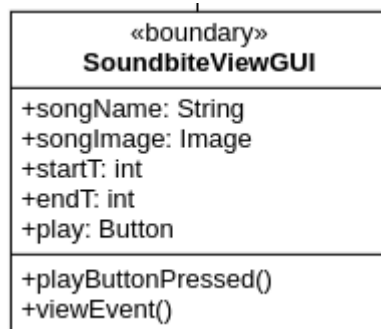 «boundary»
SoundbiteViewGUI
+songName: String
+songImage: Image
+startT: int
+endT: int
+play: Button
+playButtonPressed()
+viewEvent()